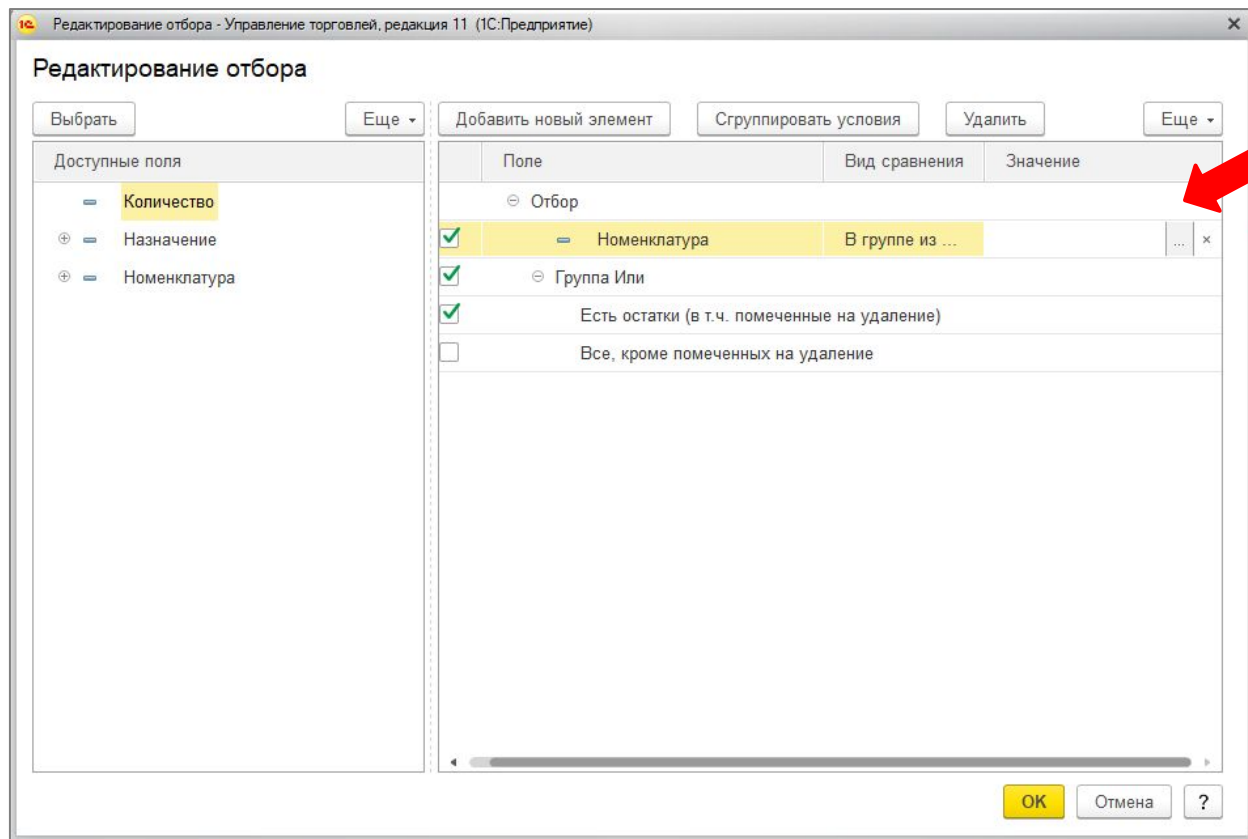 1С Редактирование отбора - Управление торговлей, редакция 11 (1С:Предприятие)
Редактирование отбора
Выбрать Еще Добавить новый элемент Сгруппировать условия Удалить Еще
Доступные поля Поле Вид сравнения Значение
Количество Отбор
Назначение Номенклатура В группе из ... ...
Номенклатура Группа Или
Есть остатки (в т.ч. помеченные на удаление)
Все, кроме помеченных на удаление
ОК Отмена ?